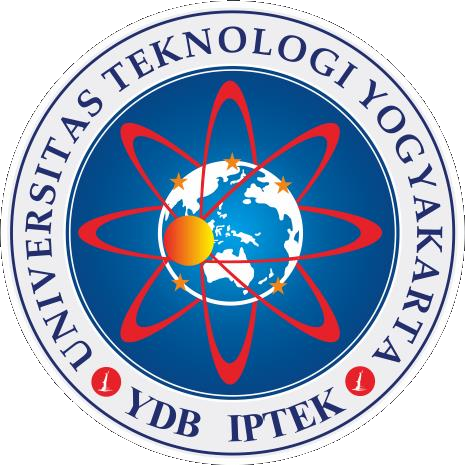 UNIVERSITAS TEKNOLOGI YOGYAKARTA
YDB IPTEK